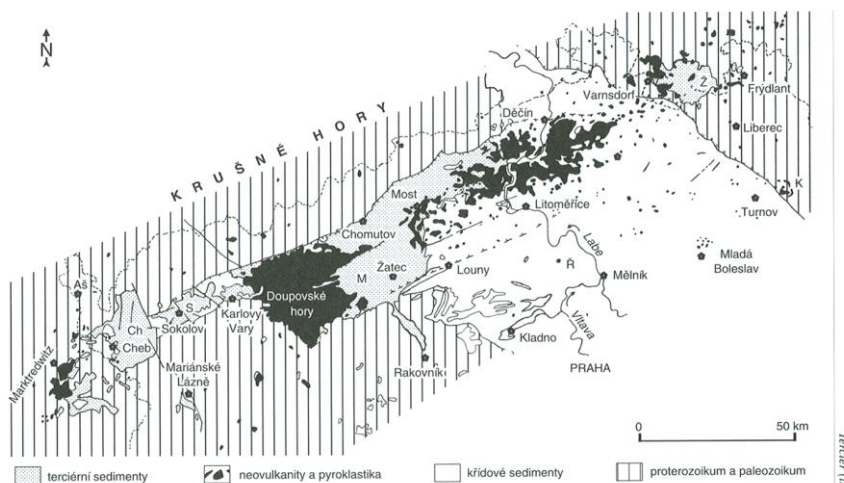 N
KRUŠNÉ HORY
Varnsdorf
Ž
Frýdlant
Děčín
Liberec
Most
K
Litoměřice
Turnov
Chomutov
Labe
Žatec
Louny
Ř
Mělník
Mladá
Boleslav
M
Aš
Doupovské
hory
S
Sokolov
Karlovy
Vary
Ch
Cheb
Kladno
Vltava
Mariánské
Lázně
Marktredwitz
Rakovník
PRAHA
0 50 km
terciérní sedimenty
neovulkanity a pyroklastika
křídové sedimenty
proterozoikum a paleozoikum